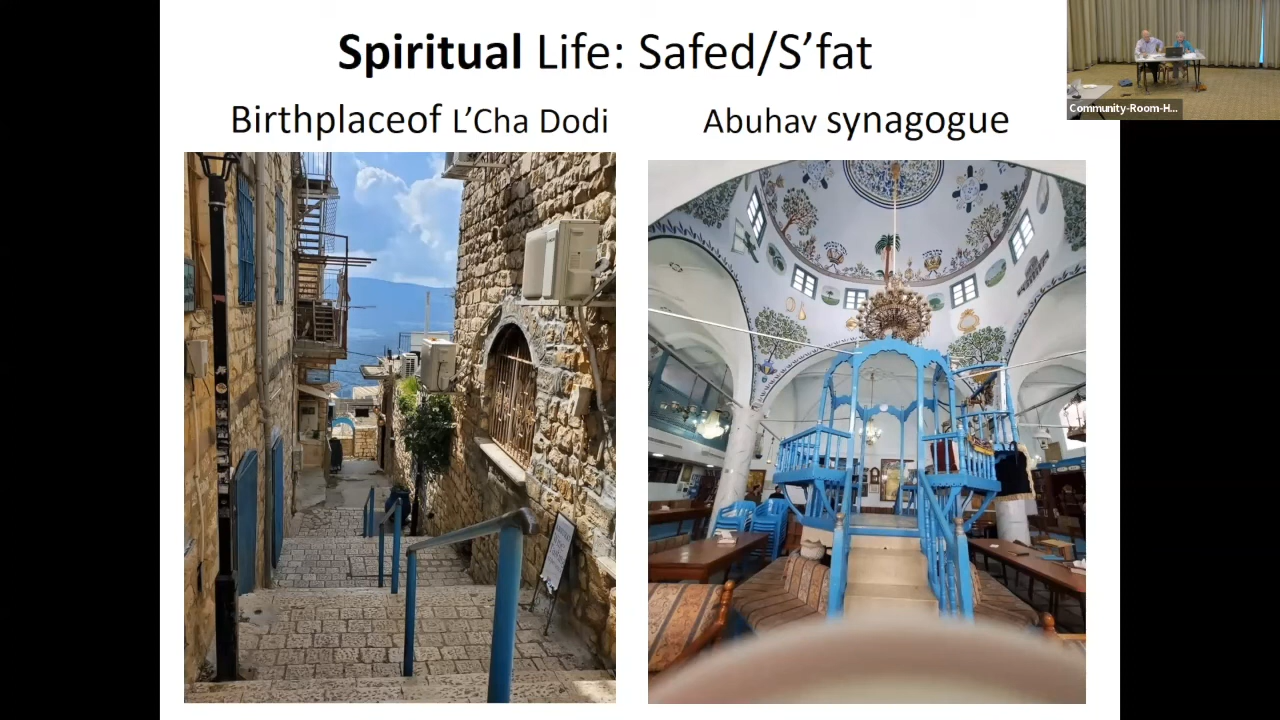 Spiritual Life: Safed/S’fat
Birthplaceof L’Cha Dodi
Abuhav synagogue
Community-Room-H...